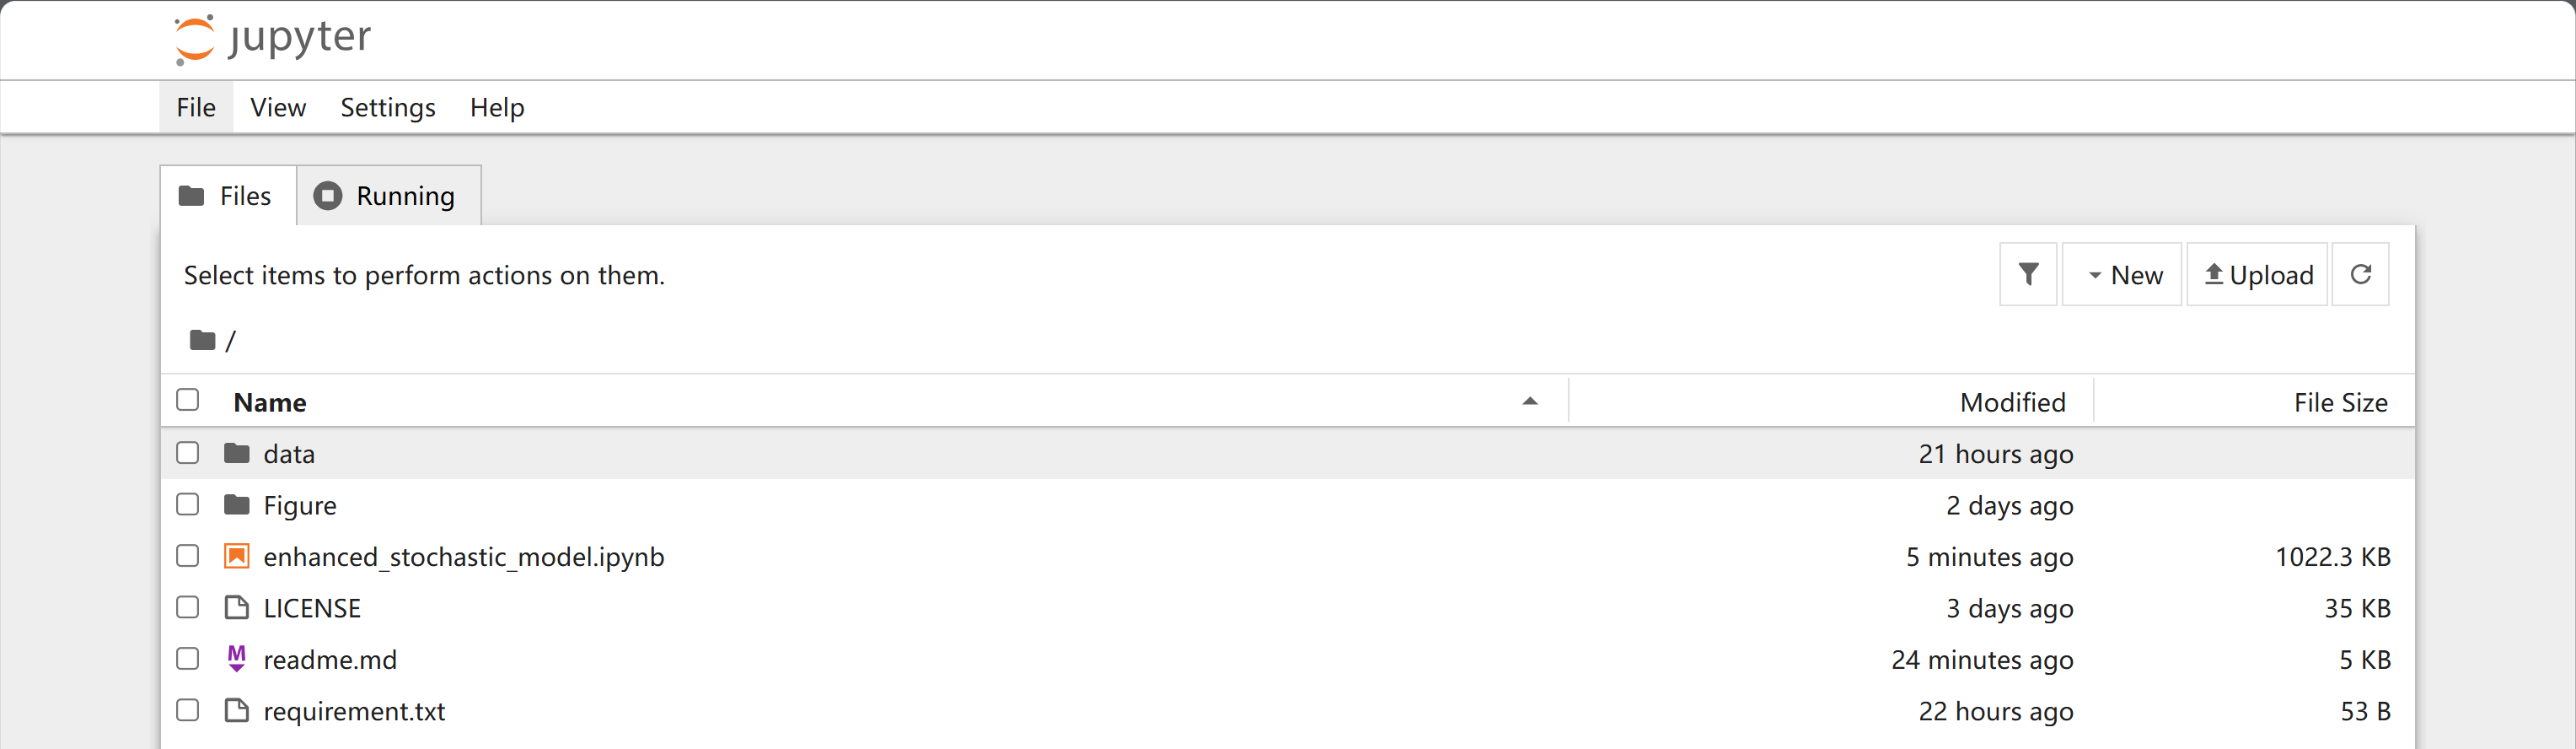 jupyter
File View Settings Help
Files Running
Select items to perform actions on them. New Upload
/
Name Modified File Size
data 21 hours ago
Figure 2 days ago
enhanced_stochastic_model.ipynb 5 minutes ago 1022.3 KB
LICENSE 3 days ago 35 KB
M readme.md 24 minutes ago 5 KB
requirement.txt 22 hours ago 53 B